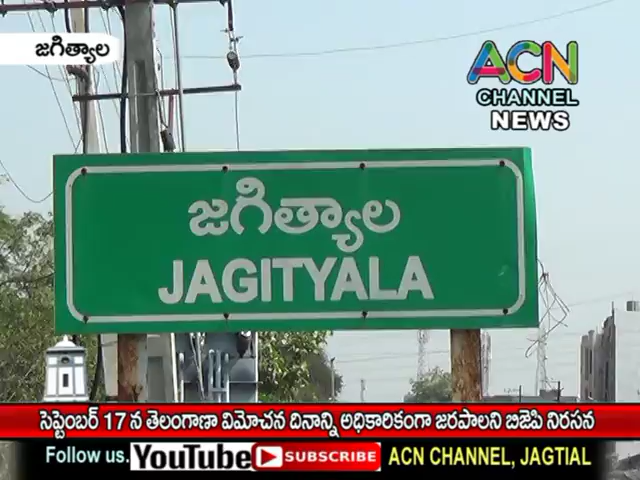 జగిత్యాల
ACN
CHANNEL
NEWS
జగిత్యాల
JAGITYALA
సెప్టెంబర్ 17 న తెలంగాణా విమోచన దినాన్ని అధికారికంగా జరపాలని బిజెపి నిరసన
Follow us. YouTube SUBSCRIBE ACN CHANNEL, JAGTIAL